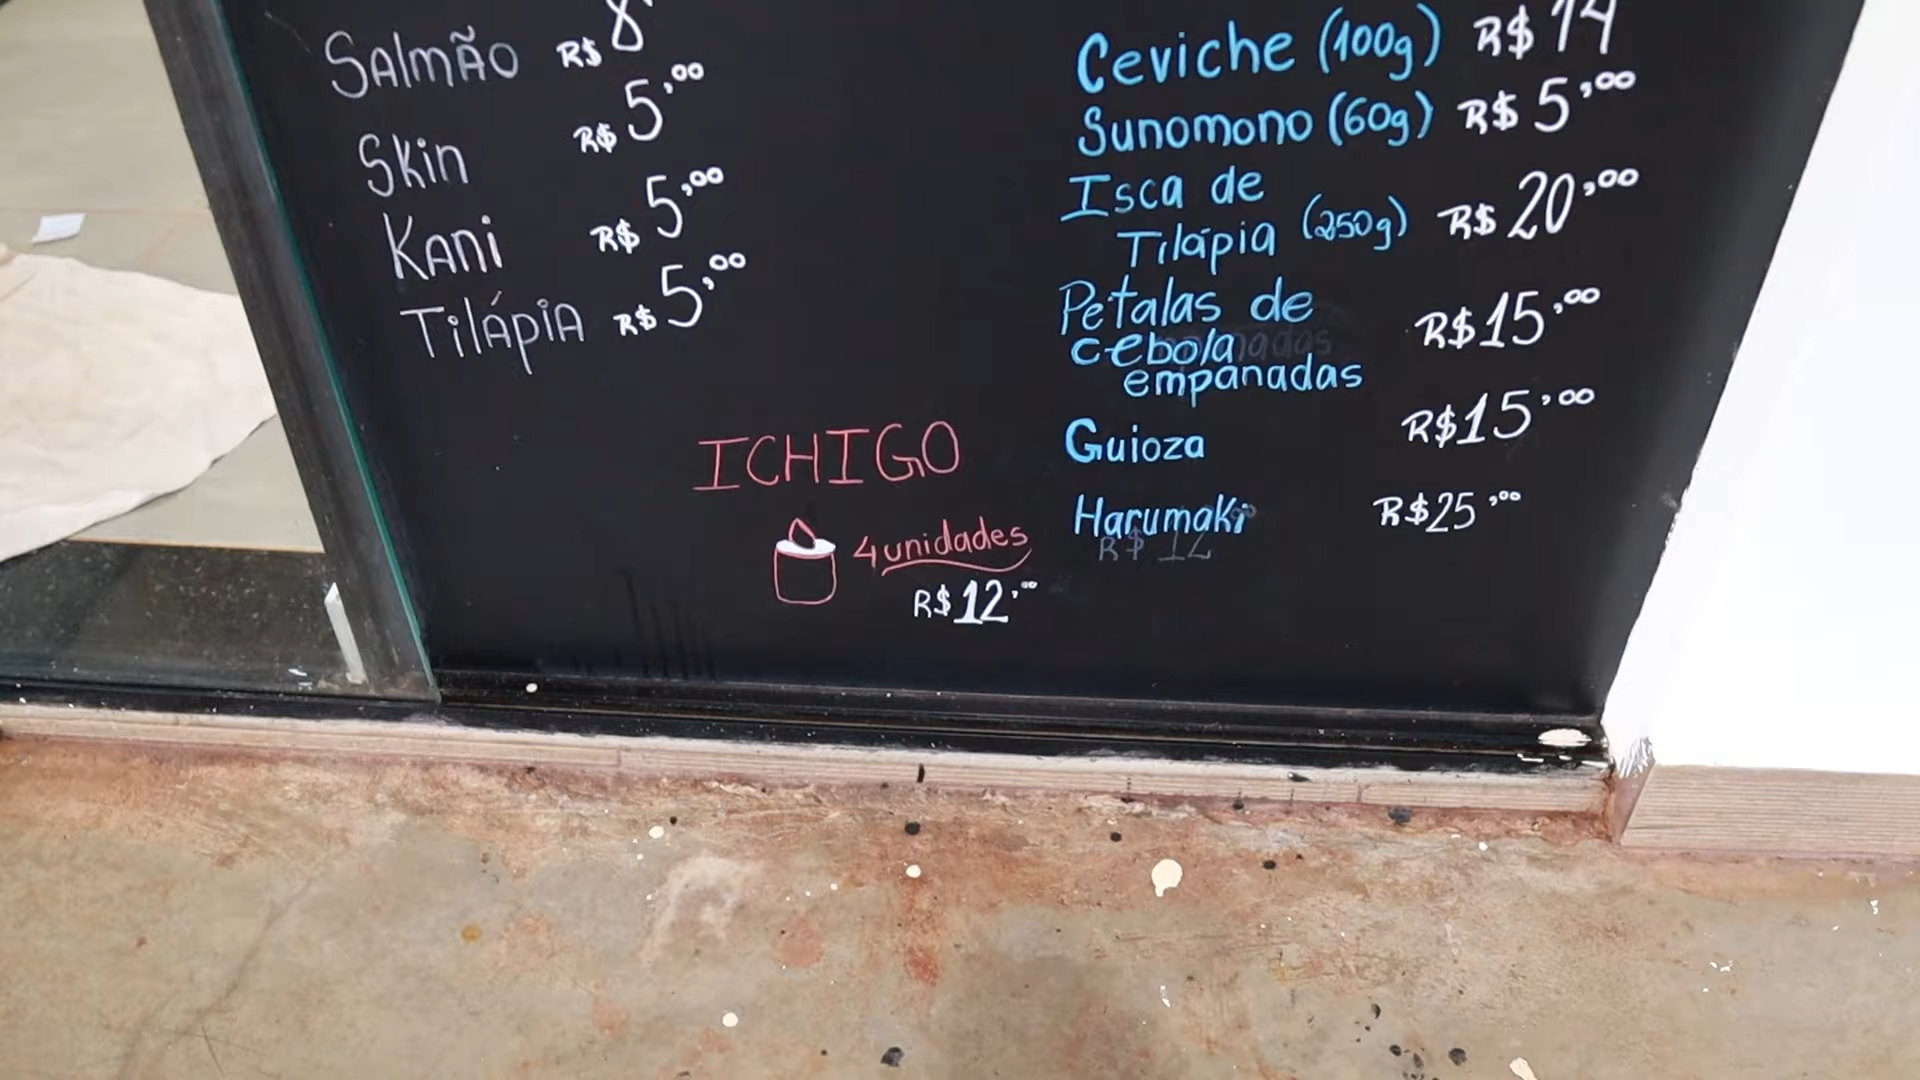 Salmão R$ 8
Skin R$ 5,00
Kani R$ 5,00
Tilápia R$ 5,00
Ceviche (100g) R$ 14
Sunomono (60g) R$ 5,00
Isca de
Tilápia (250g) R$ 20,00
Petalas de
cebola
empanadas R$ 15,00
Guioza R$ 15,00
Harumaki R$ 25,00
R$ 12
ICHIGO
4 unidades
R$ 12,00